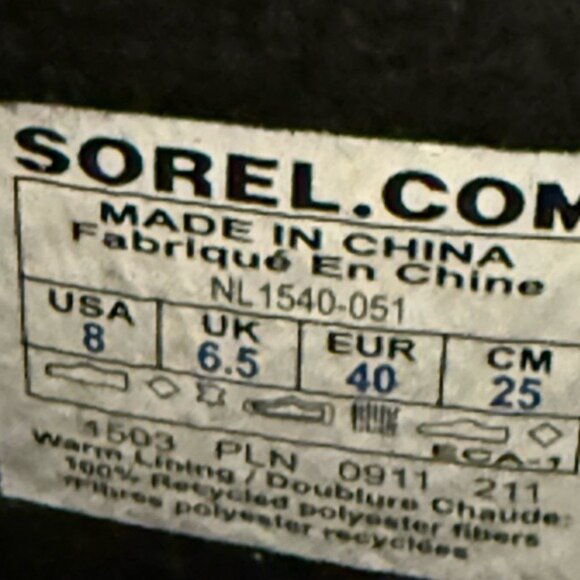 SOREL.COM
MADE IN CHINA
Fabriqué En Chine
NL1540-051
USA UK EUR CM
8 6.5 40 25
ECA-1
1503 PLN 0911 211
Warm Lining / Doublure Chaude:
100% Recycled polyester fibers
fibres polyester recyclées